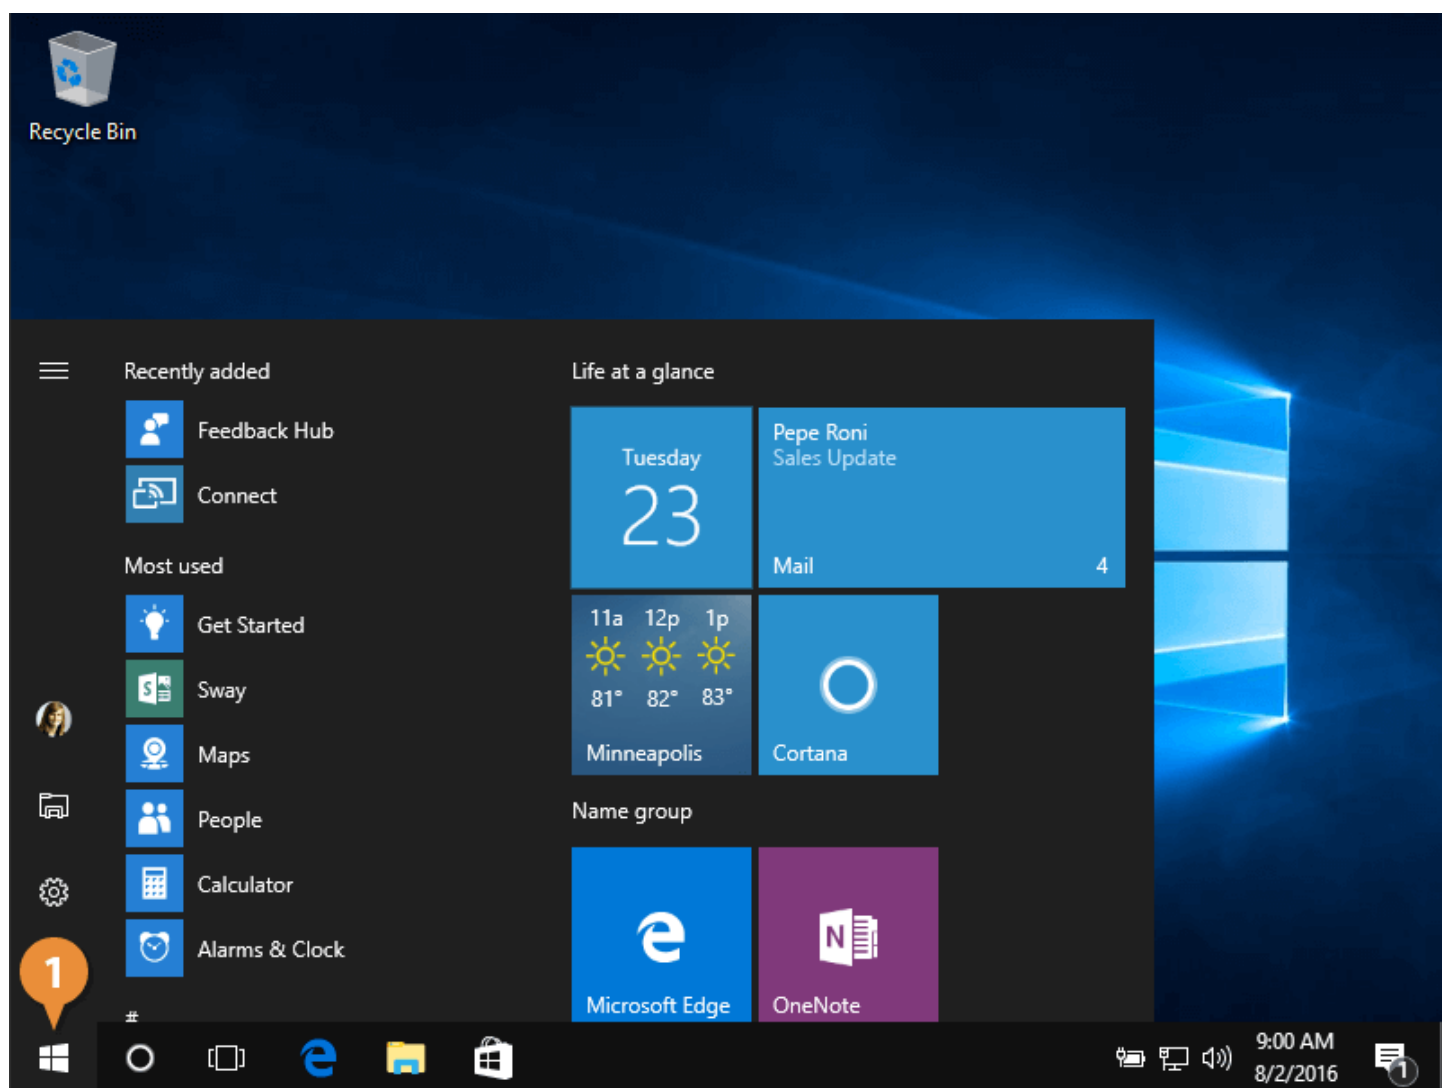 Recycle Bin
Recently added
Feedback Hub
Connect
Most used
Get Started
Sway
Maps
People
Calculator
Alarms & Clock
#
Life at a glance
Tuesday
23
Pepe Roni
Sales Update
Mail 4
11a 12p 1p
81° 82° 83°
Minneapolis
Cortana
Name group
Microsoft Edge
N
OneNote
S
1
9:00 AM
8/2/2016
1